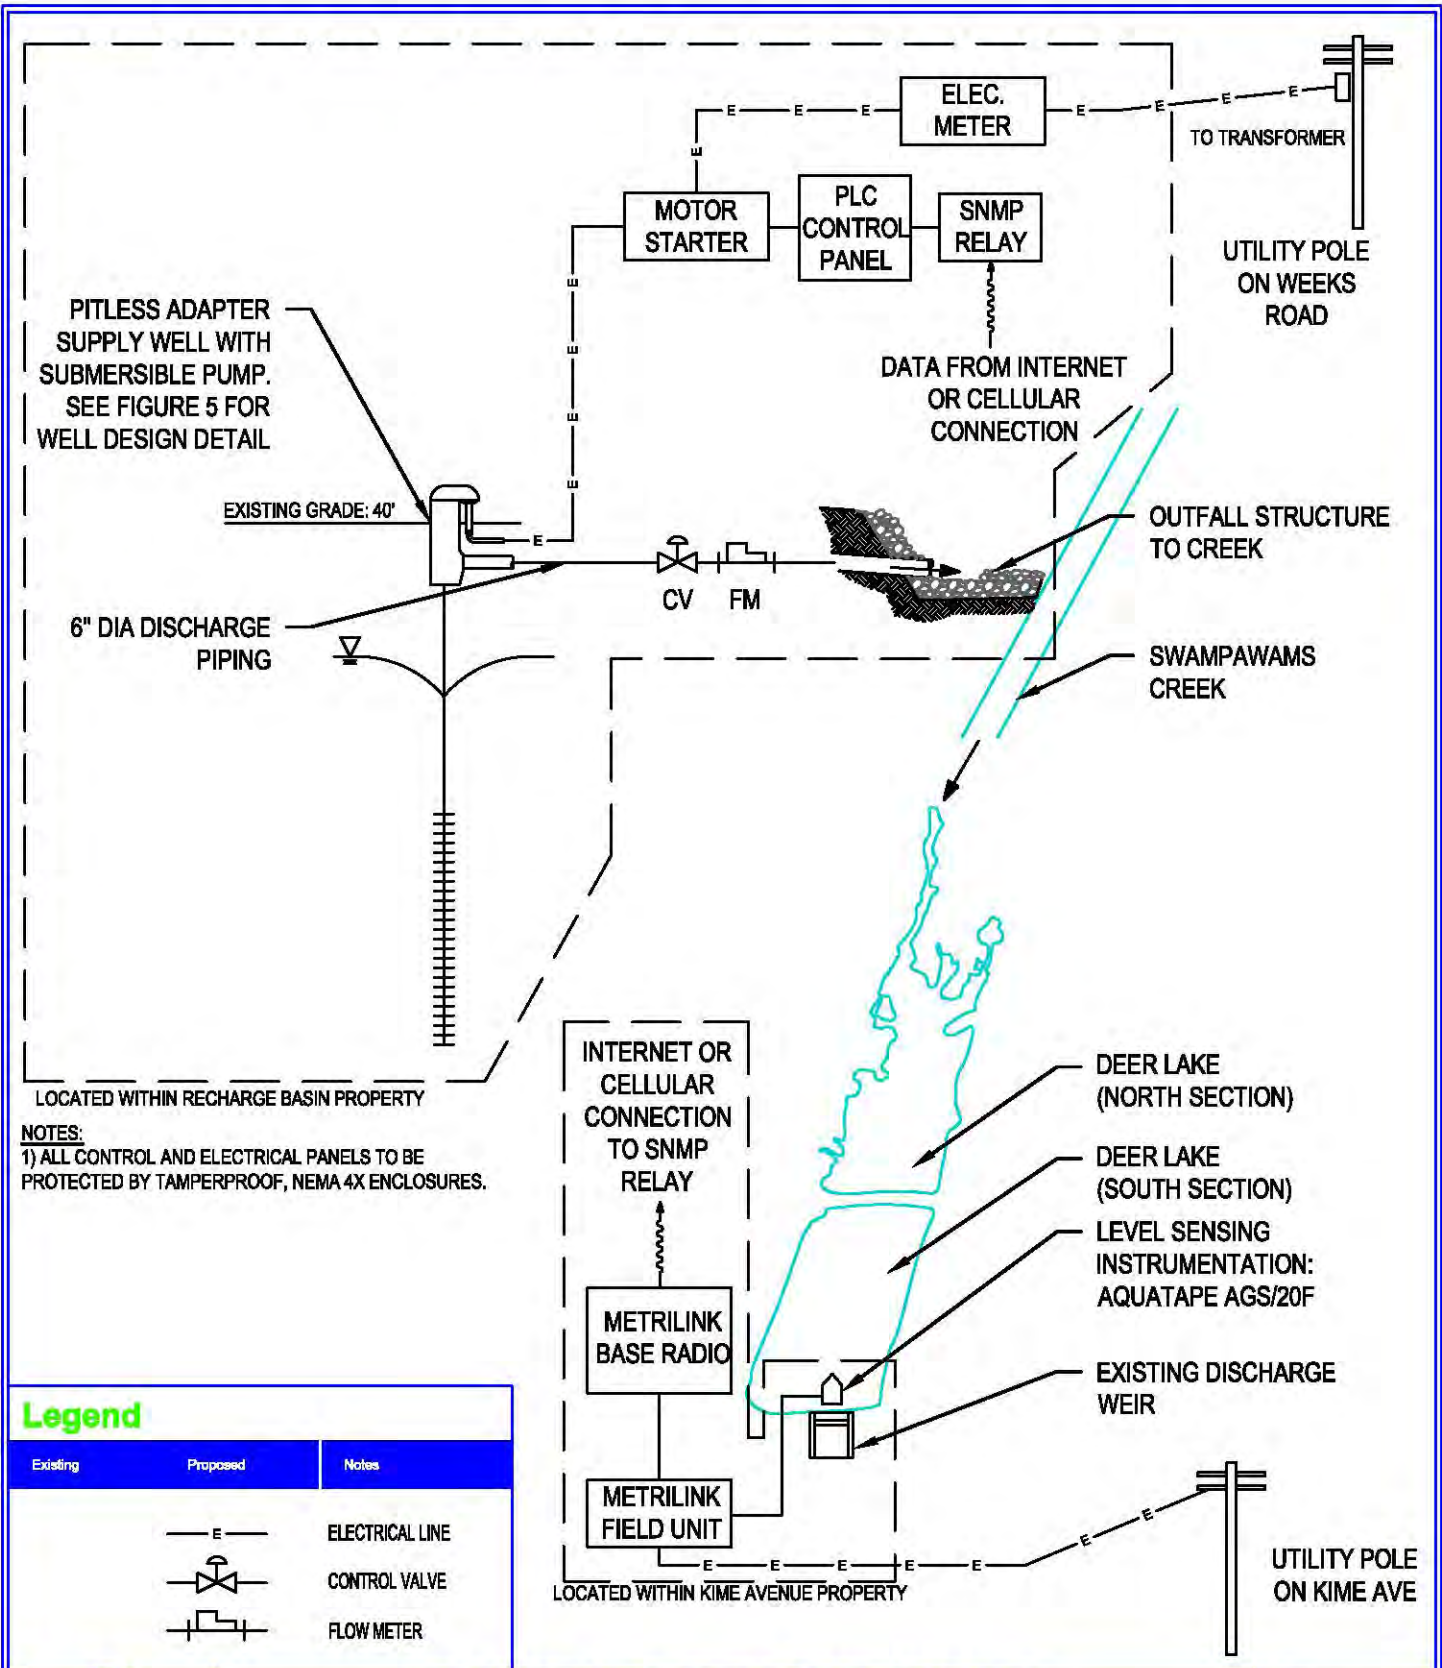 ELEC.
METER
TO TRANSFORMER
MOTOR
STARTER
PLC
CONTROL
PANEL
SNMP
RELAY
UTILITY POLE
ON WEEKS
ROAD
PITLESS ADAPTER
SUPPLY WELL WITH
SUBMERSIBLE PUMP.
SEE FIGURE 5 FOR
WELL DESIGN DETAIL
DATA FROM INTERNET
OR CELLULAR
CONNECTION
EXISTING GRADE: 40'
OUTFALL STRUCTURE
TO CREEK
CV
FM
6" DIA DISCHARGE
PIPING
SWAMPAWAMS
CREEK
LOCATED WITHIN RECHARGE BASIN PROPERTY
NOTES:
1) ALL CONTROL AND ELECTRICAL PANELS TO BE
PROTECTED BY TAMPERPROOF, NEMA 4X ENCLOSURES.
INTERNET OR
CELLULAR
CONNECTION
TO SNMP
RELAY
DEER LAKE
(NORTH SECTION)
DEER LAKE
(SOUTH SECTION)
LEVEL SENSING
INSTRUMENTATION:
AQUATAPE AGS/20F
METRILINK
BASE RADIO
EXISTING DISCHARGE
WEIR
METRILINK
FIELD UNIT
LOCATED WITHIN KIME AVENUE PROPERTY
UTILITY POLE
ON KIME AVE
Legend
Existing Proposed Notes
E ELECTRICAL LINE
CONTROL VALVE
FLOW METER
E E E E E E E
E E E E E
E E E E E E